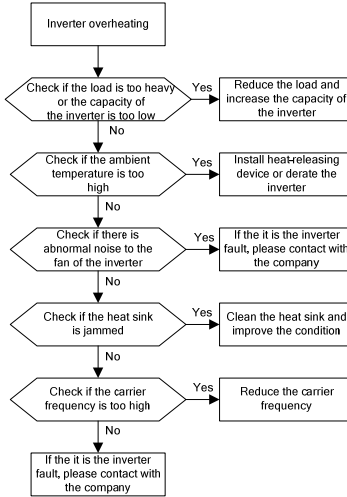 Inverter overheating
Check if the load is too heavy
or the capacity of
the inverter is too low
Yes
Reduce the load and
increase the capacity of
the inverter
No
Check if the ambient
temperature is too
high
Yes
Install heat-releasing
device or derate the
inverter
No
Check if there is
abnormal noise to the
fan of the inverter
Yes
If the it is the inverter
fault, please contact with
the company
No
Check if the heat sink
is jammed
Yes
Clean the heat sink and
improve the condition
No
Check if the carrier
frequency is too high
Yes
Reduce the carrier
frequency
No
If the it is the inverter
fault, please contact with
the company